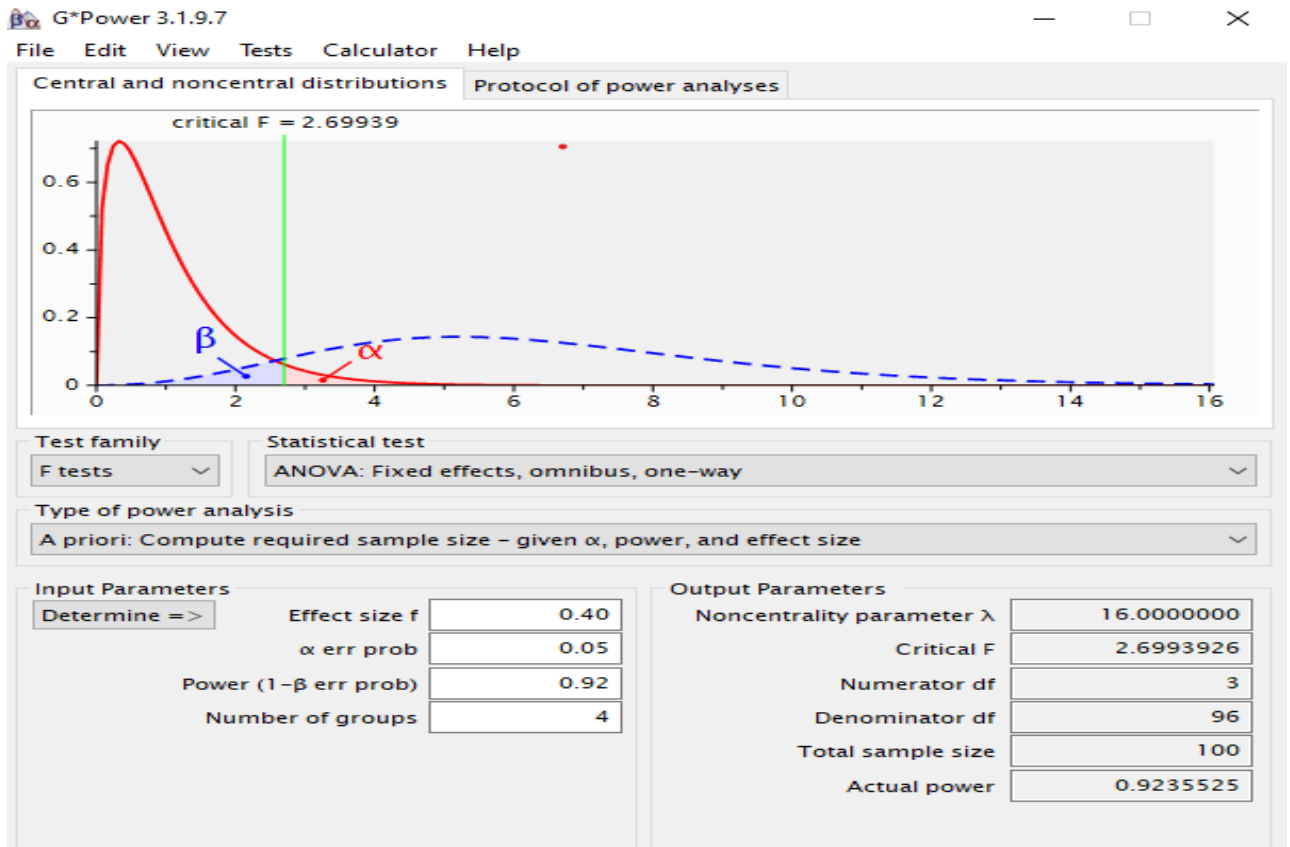 G*Power 3.1.9.7
File Edit View Tests Calculator Help
Central and noncentral distributions Protocol of power analyses
critical F = 2.69939
0.6
0.4
0.2
β α
0
0 2 4 6 8 10 12 14 16
Test family Statistical test
F tests ANOVA: Fixed effects, omnibus, one-way
Type of power analysis
A priori: Compute required sample size - given α, power, and effect size
Input Parameters Output Parameters
Determine => Effect size f 0.40 Noncentrality parameter λ 16.0000000
α err prob 0.05 Critical F 2.6993926
Power (1-β err prob) 0.92 Numerator df 3
Number of groups 4 Denominator df 96
Total sample size 100
Actual power 0.9235525